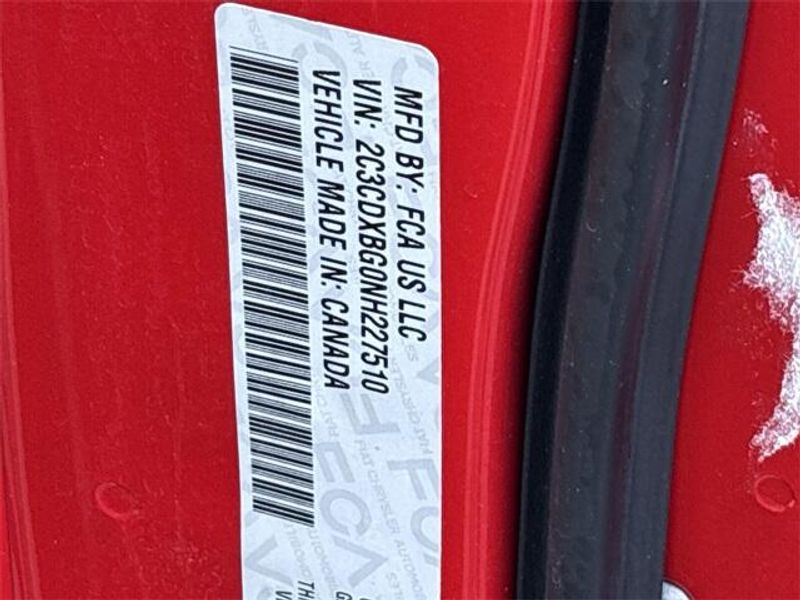 MFD BY: FCA US LLC
VIN: 2C3CDXBG0NH227510
VEHICLE MADE IN: CANADA